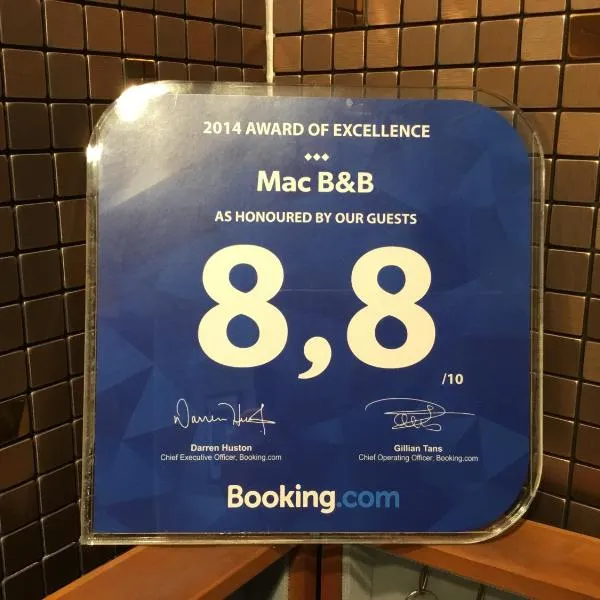 2014 AWARD OF EXCELLENCE
Mac B&B
AS HONOURED BY OUR GUESTS
8,8
/10
Darren Huston
Chief Executive Officer, Booking.com
Gillian Tans
Chief Operating Officer, Booking.com
Booking.com